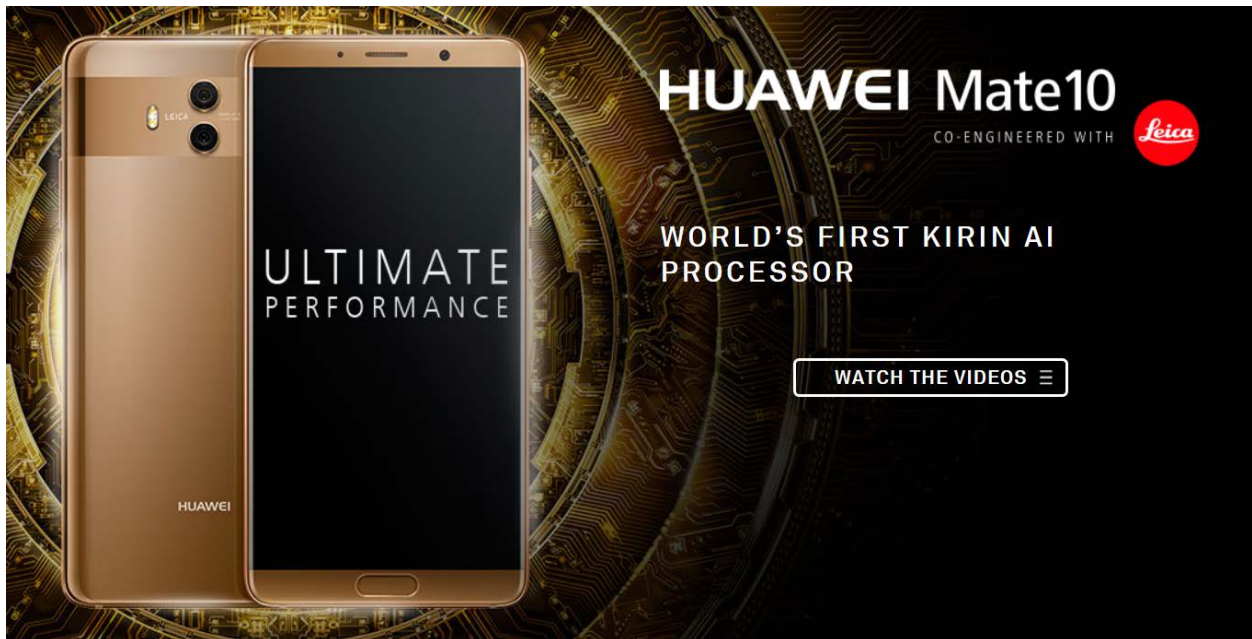 LEICA
HUAWEI
ULTIMATE
PERFORMANCE
HUAWEI Mate10
CO-ENGINEERED WITH
Leica
WORLD'S FIRST KIRIN AI
PROCESSOR
WATCH THE VIDEOS